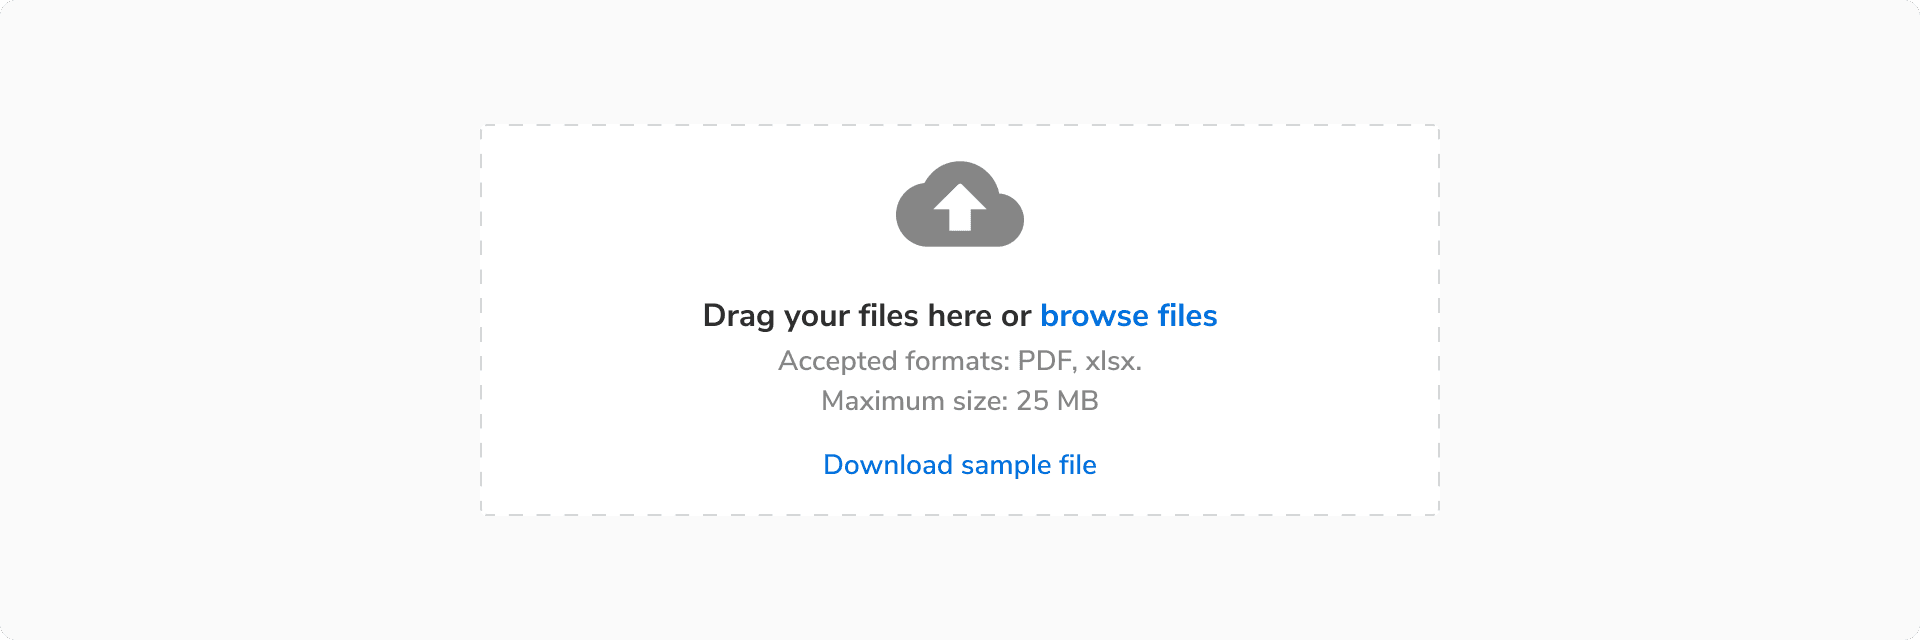 Drag your files here or browse files
Accepted formats: PDF, xlsx.
Maximum size: 25 MB
Download sample file